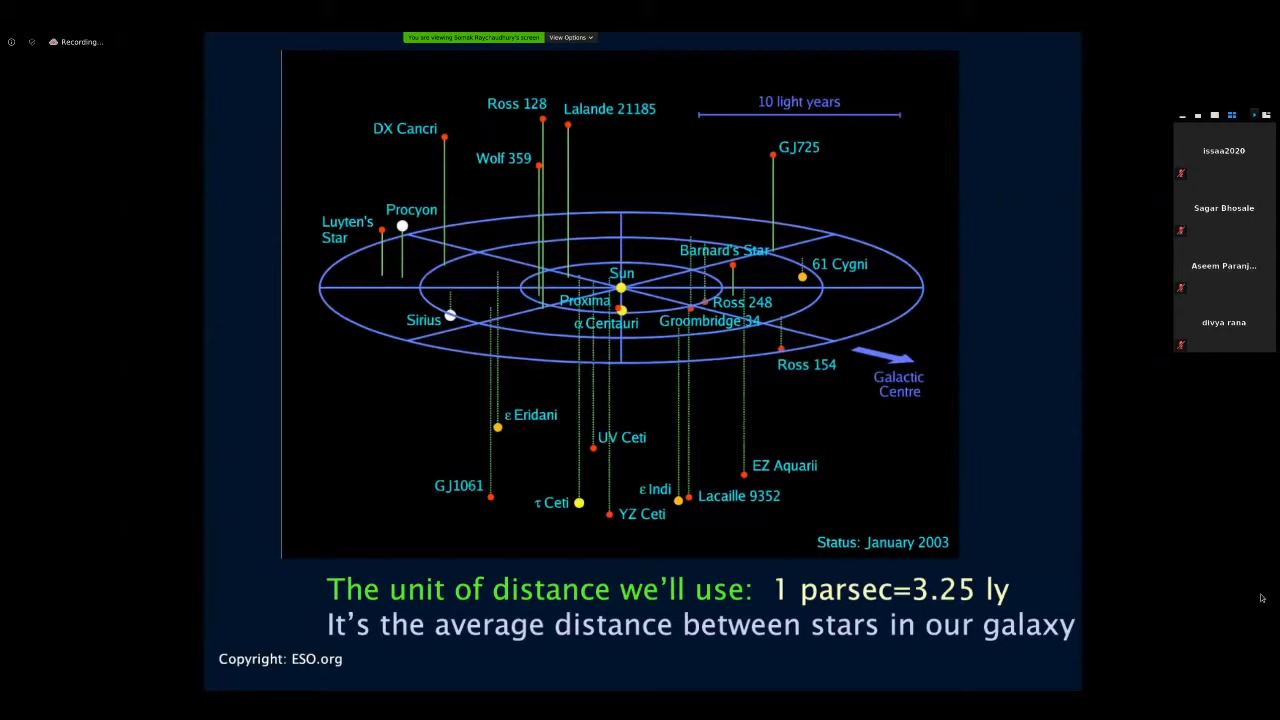 Recording...
You are viewing Somak Raychaudhury's screen
View Options
Ross 128
Lalande 21185
10 light years
DX Cancri
Wolf 359
GJ725
Luyten's
Star
Procyon
Barnard's Star
61 Cygni
Sun
Proxima
Ross 248
Sirius
α Centauri
Groombridge 34
Ross 154
Galactic
Centre
ε Eridani
UV Ceti
EZ Aquarii
GJ1061
τ Ceti
ε Indi
Lacaille 9352
YZ Ceti
Status: January 2003
The unit of distance we'll use: 1 parsec=3.25 ly
It's the average distance between stars in our galaxy
Copyright: ESO.org
issaa2020
Sagar Bhosale
Aseem Paranj...
divya rana